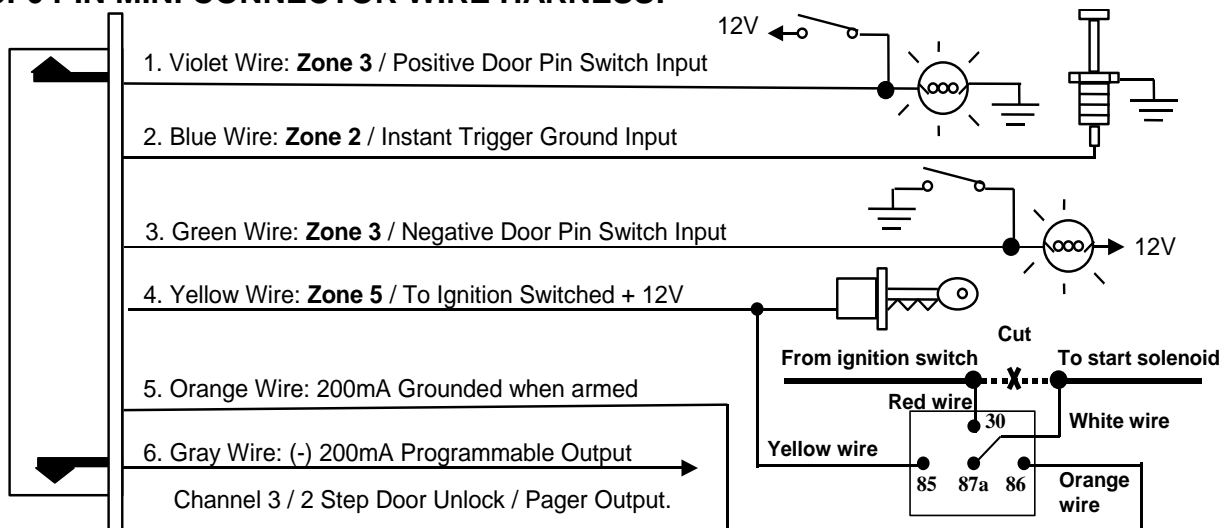 12V
1. Violet Wire: Zone 3 / Positive Door Pin Switch Input
2. Blue Wire: Zone 2 / Instant Trigger Ground Input
3. Green Wire: Zone 3 / Negative Door Pin Switch Input
12V
4. Yellow Wire: Zone 5 / To Ignition Switched + 12V
Cut
From ignition switch
To start solenoid
5. Orange Wire: 200mA Grounded when armed
Red wire
30
White wire
6. Gray Wire: (-) 200mA Programmable Output
Yellow wire
85
87a
86
Orange
wire
Channel 3 / 2 Step Door Unlock / Pager Output.